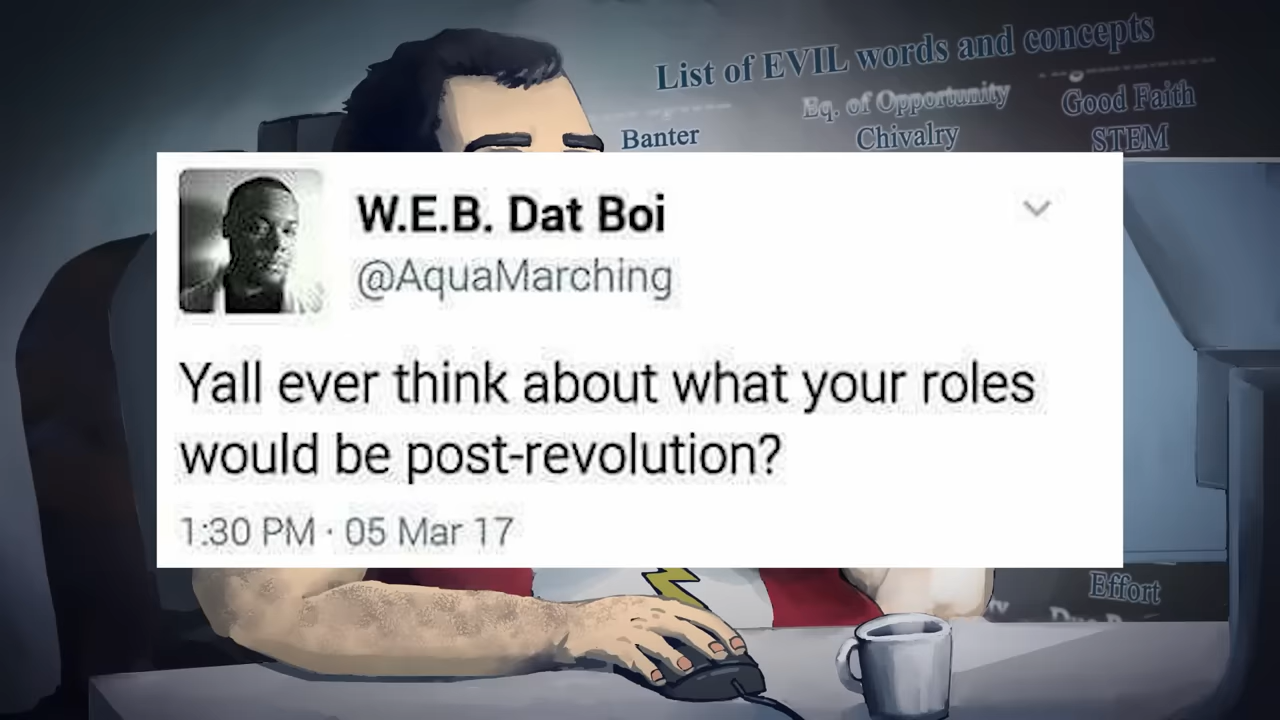 List of EVIL words and concepts
Eq. of Opportunity
Good Faith
Banter
Chivalry
STEM
W.E.B. Dat Boi
@AquaMarching
Yall ever think about what your roles
would be post-revolution?
1:30 PM · 05 Mar 17
Effort